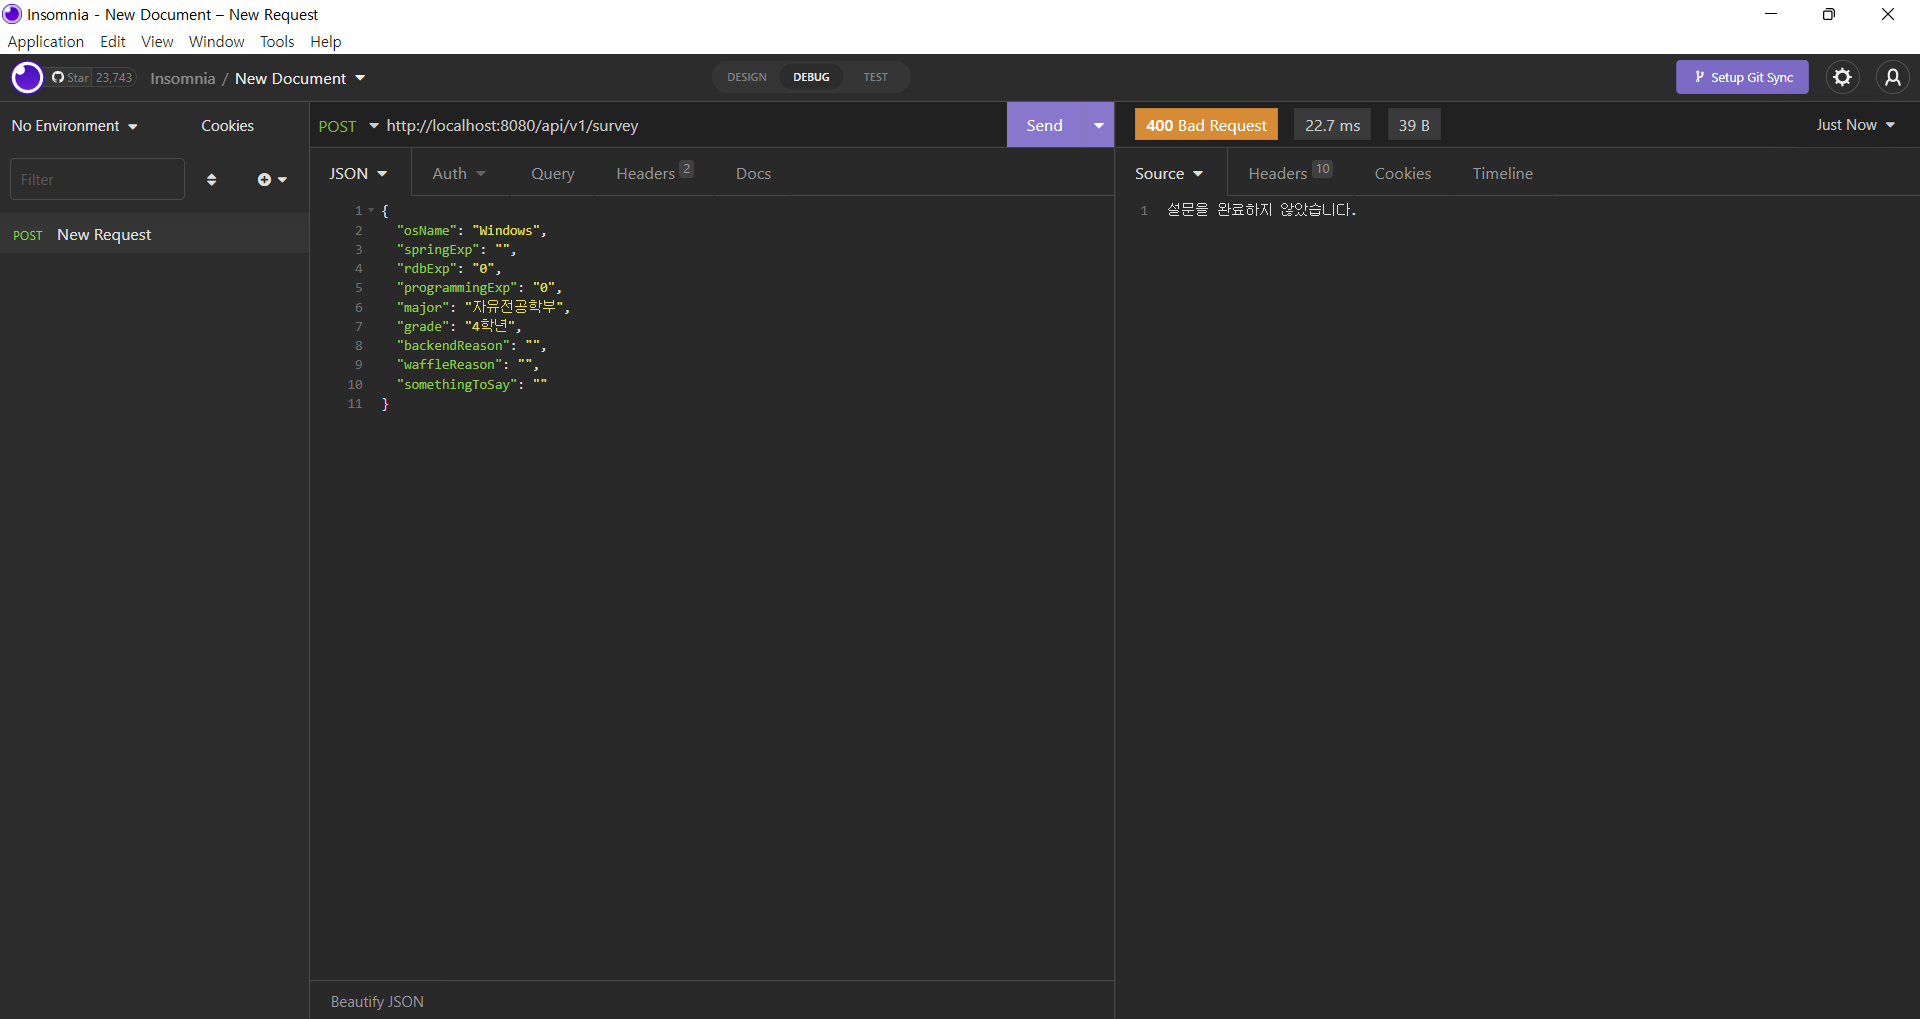 Insomnia - New Document – New Request
Application Edit View Window Tools Help
Star 23,743 Insomnia / New Document DESIGN DEBUG TEST Setup Git Sync
No Environment Cookies
POST http://localhost:8080/api/v1/survey Send
400 Bad Request 22.7 ms 39 B Just Now
Filter
POST New Request
JSON Auth Query Headers 2 Docs
1 {
2 "osName": "Windows",
3 "springExp": "",
4 "rdbExp": "0",
5 "programmingExp": "0",
6 "major": "자유전공학부",
7 "grade": "4학년",
8 "backendReason": "",
9 "waffleReason": "",
10 "somethingToSay": ""
11 }
Beautify JSON
Source Headers 10 Cookies Timeline
1 설문을 완료하지 않았습니다.